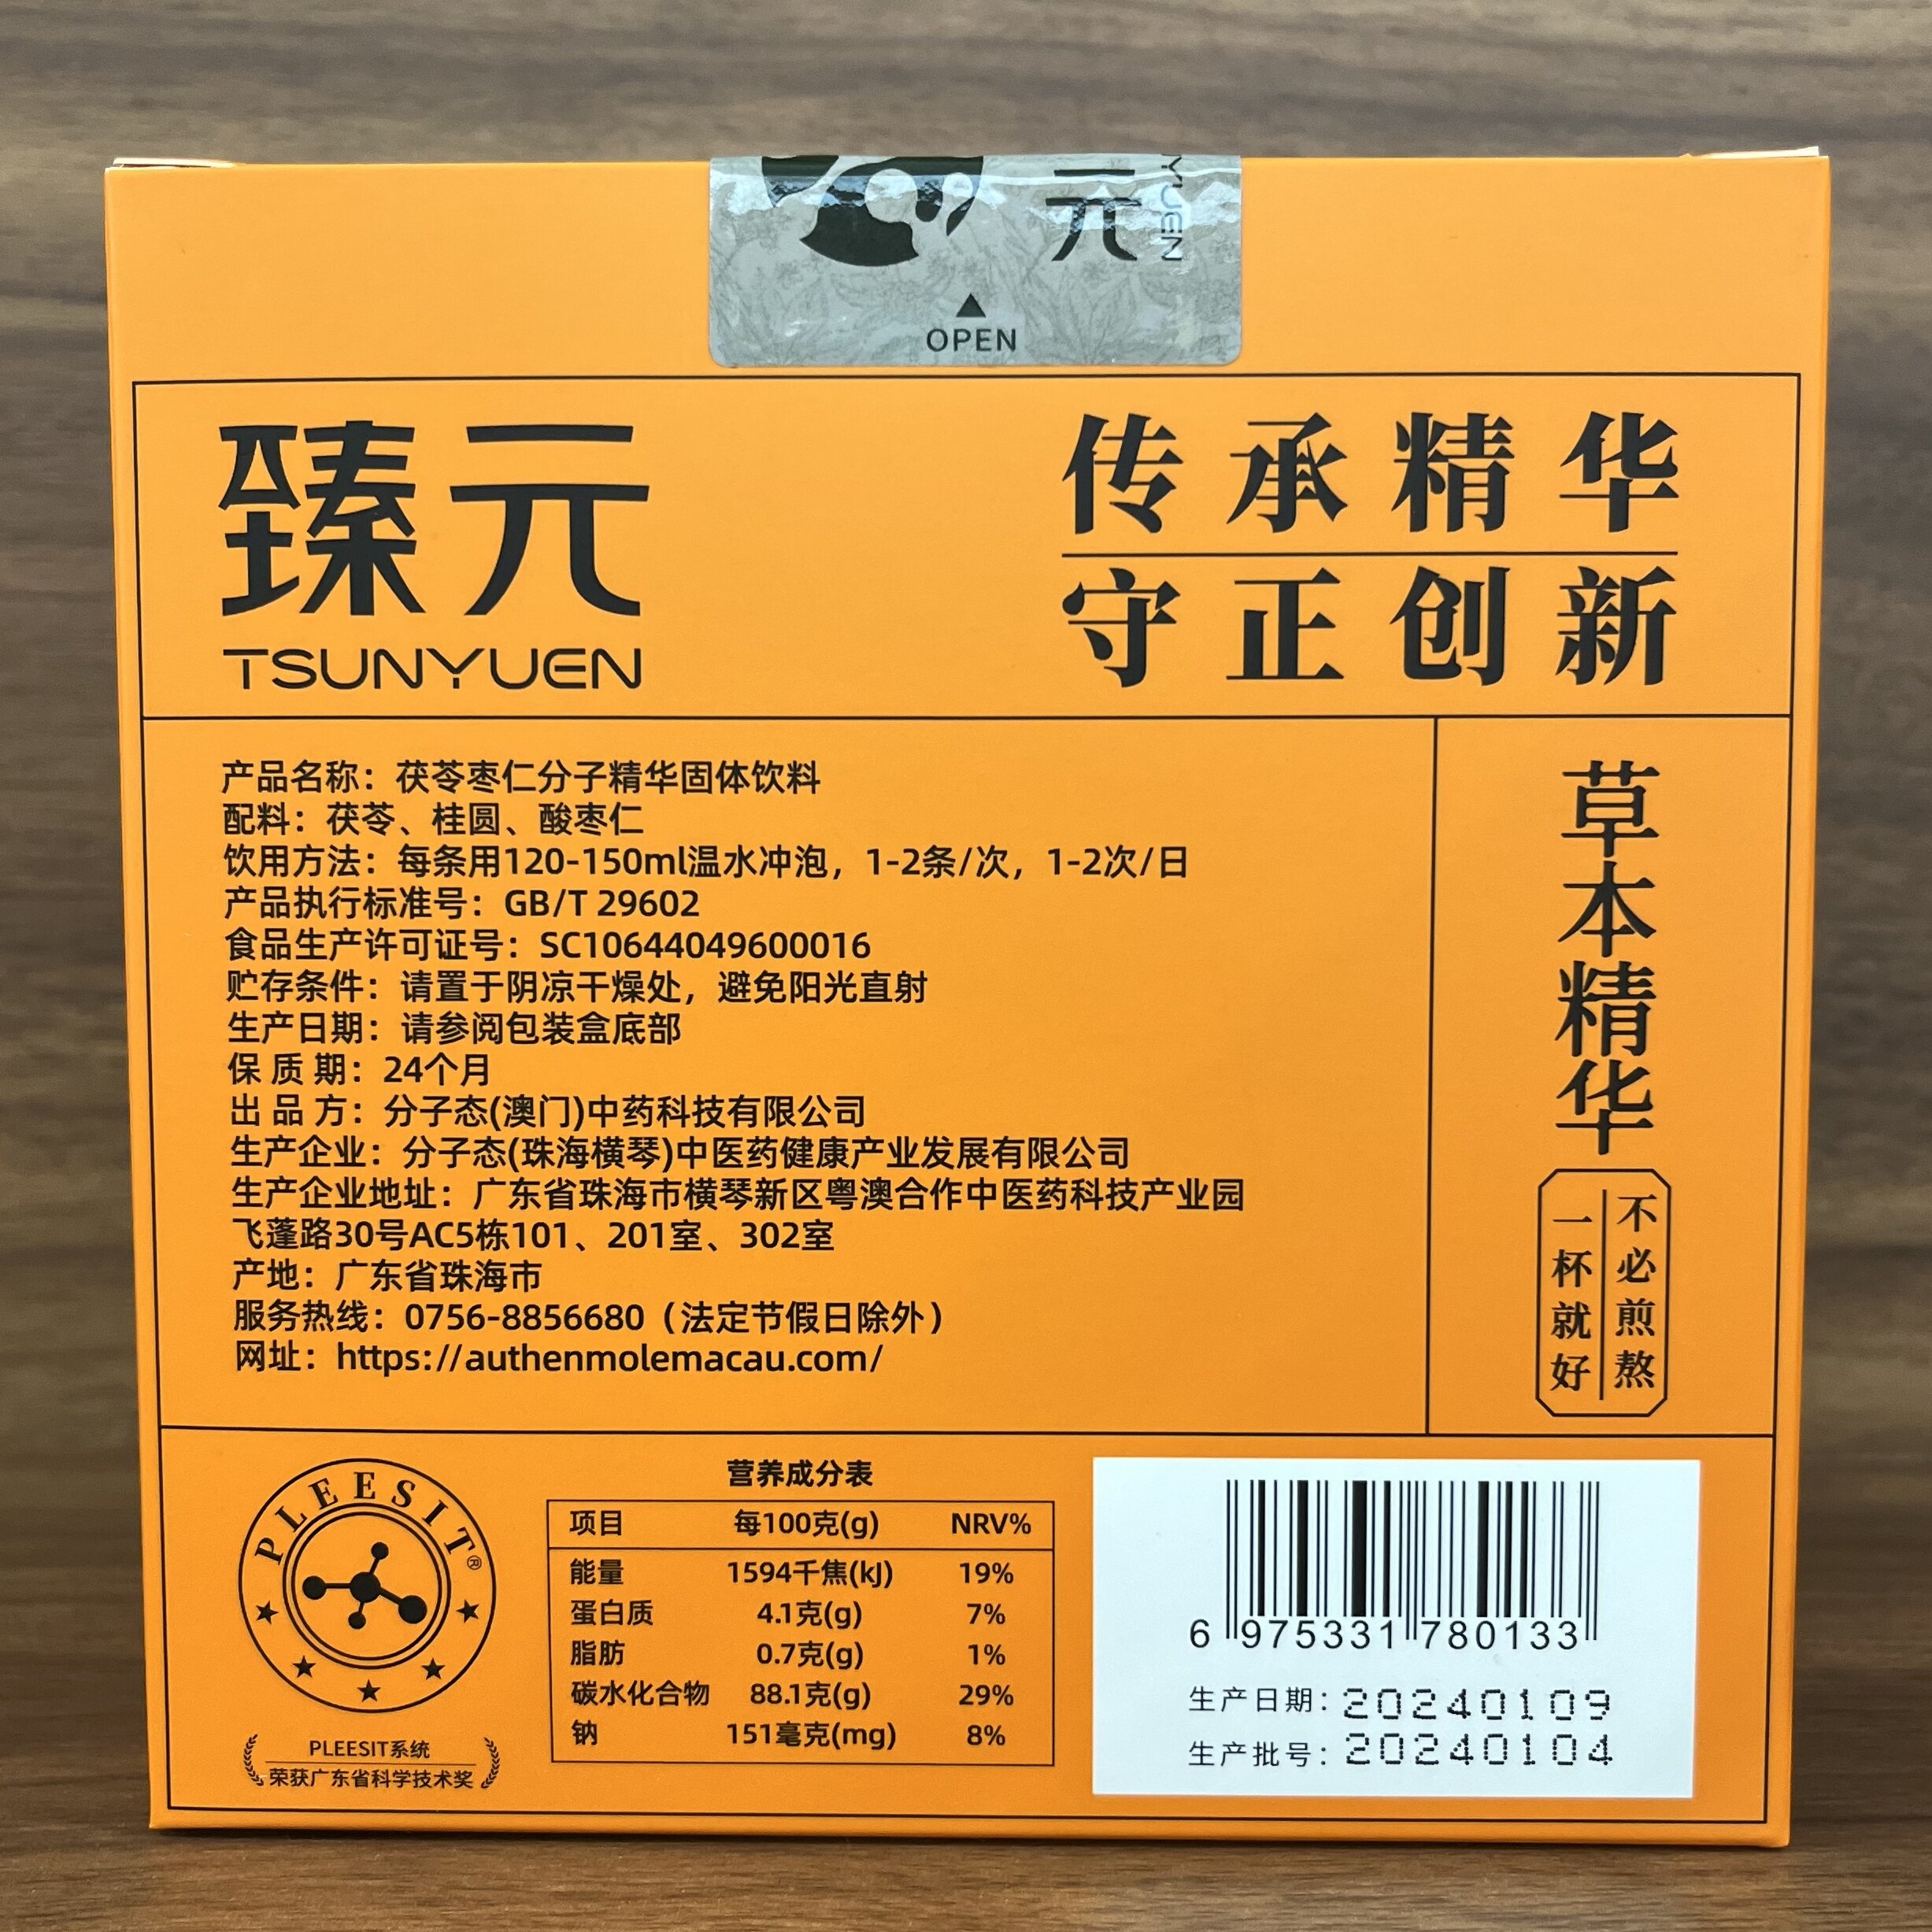 元
YUEN
OPEN
臻元
TSUNYUEN
传承精华
守正创新
产品名称：茯苓枣仁分子精华固体饮料
配料：茯苓、桂圆、酸枣仁
饮用方法：每条用120-150ml温水冲泡，1-2条/次，1-2次/日
产品执行标准号：GB/T 29602
食品生产许可证号：SC10644049600016
贮存条件：请置于阴凉干燥处，避免阳光直射
生产日期：请参阅包装盒底部
保 质 期：24个月
出 品 方：分子态(澳门)中药科技有限公司
生产企业：分子态(珠海横琴)中医药健康产业发展有限公司
生产企业地址：广东省珠海市横琴新区粤澳合作中医药科技产业园
飞蓬路30号AC5栋101、201室、302室
产地：广东省珠海市
服务热线：0756-8856680（法定节假日除外）
网址：https://authenmolemacau.com/
草本精华
不必煎熬
一杯就好
PLEESIT®
PLEESIT系统
荣获广东省科学技术奖
营养成分表
项目 每100克(g) NRV%
能量 1594千焦(kJ) 19%
蛋白质 4.1克(g) 7%
脂肪 0.7克(g) 1%
碳水化合物 88.1克(g) 29%
钠 151毫克(mg) 8%
6 975331 780133
生产日期：20240109
生产批号：20240104